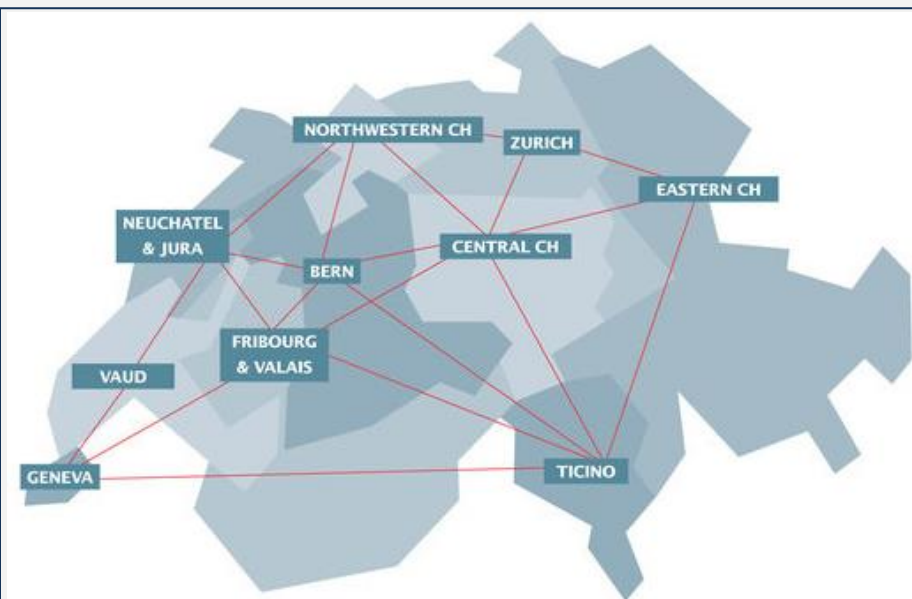 NORTHWESTERN CH
ZURICH
EASTERN CH
NEUCHATEL
& JURA
CENTRAL CH
BERN
FRIBOURG
& VALAIS
VAUD
GENEVA
TICINO